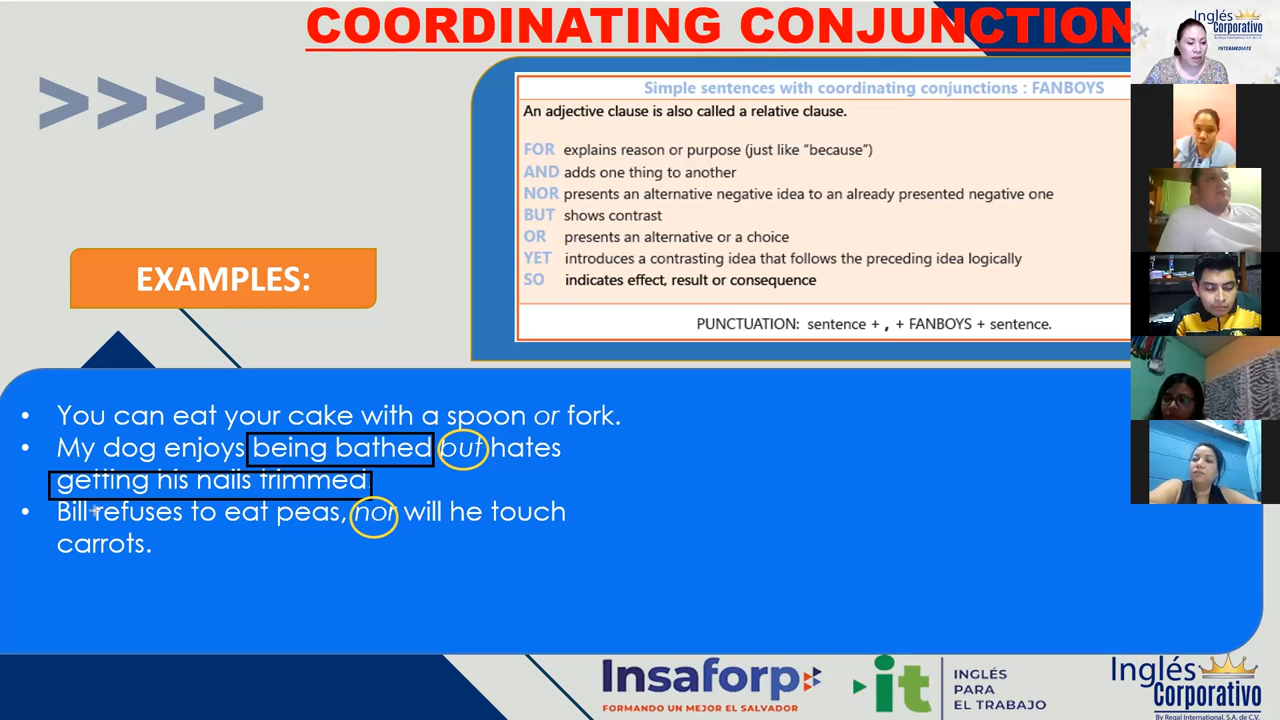 COORDINATING CONJUNCTION
Inglés
Corporativo
By Regal International, S.A. de C.V.
INTERMEDIATE
Simple sentences with coordinating conjunctions : FANBOYS
An adjective clause is also called a relative clause.
FOR explains reason or purpose (just like “because”)
AND adds one thing to another
NOR presents an alternative negative idea to an already presented negative one
BUT shows contrast
OR presents an alternative or a choice
YET introduces a contrasting idea that follows the preceding idea logically
SO indicates effect, result or consequence
PUNCTUATION: sentence + , + FANBOYS + sentence.
EXAMPLES:
• You can eat your cake with a spoon or fork.
• My dog enjoys being bathed but hates
getting his nails trimmed.
• Bill refuses to eat peas, nor will he touch
carrots.
Insaforp
FORMANDO UN MEJOR EL SALVADOR
it
INGLÉS
PARA
EL TRABAJO
Inglés
Corporativo
By Regal International, S.A. de C.V.